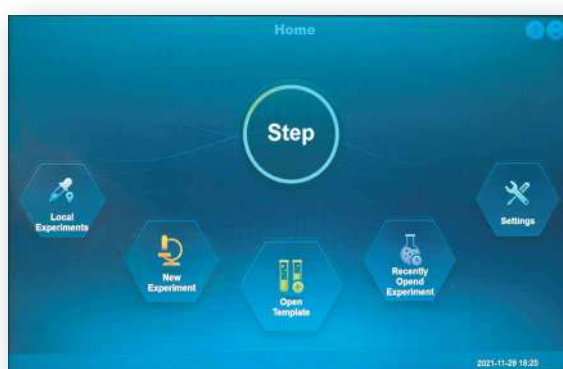 Home
Step
Local
Experiments
New
Experiment
Open
Template
Recently
Opend
Experiment
Settings
2021-11-29 18:25